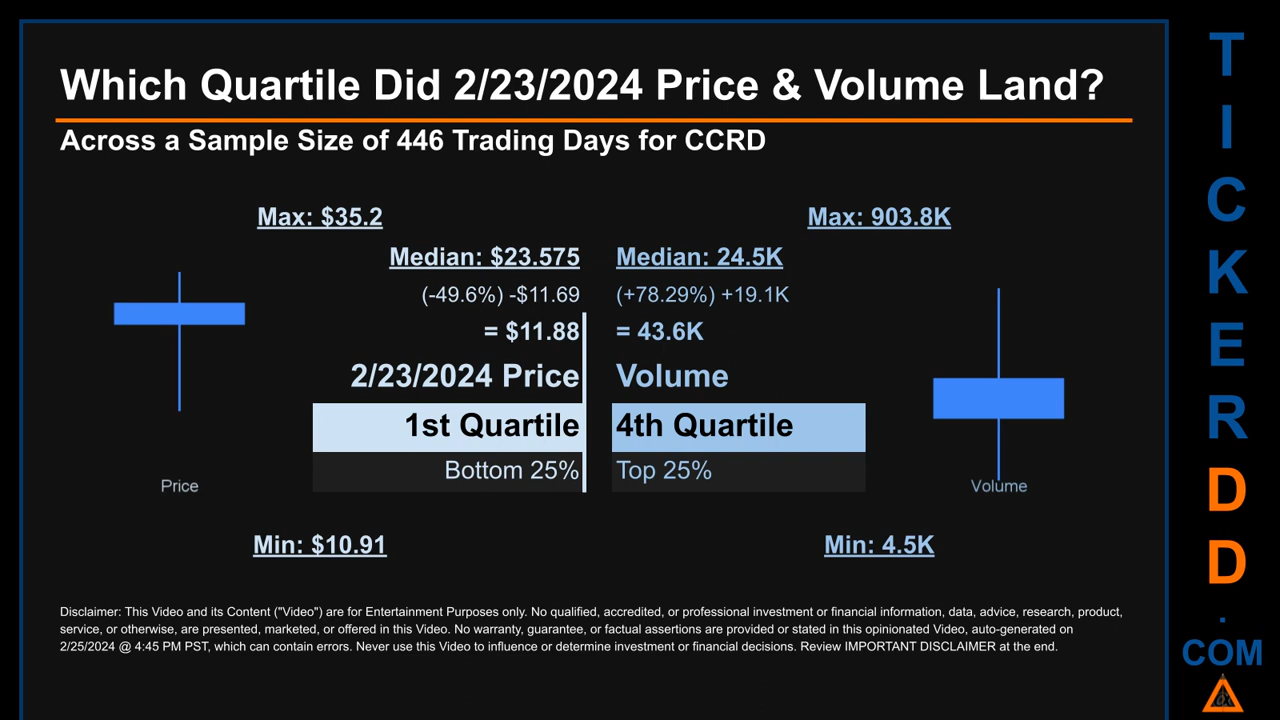 Which Quartile Did 2/23/2024 Price & Volume Land?
Across a Sample Size of 446 Trading Days for CCRD
Max: $35.2
Max: 903.8K
Median: $23.575
Median: 24.5K
(-49.6%) -$11.69
(+78.29%) +19.1K
= $11.88
= 43.6K
2/23/2024 Price
Volume
1st Quartile
4th Quartile
Bottom 25%
Top 25%
Price
Volume
Min: $10.91
Min: 4.5K
Disclaimer: This Video and its Content ("Video") are for Entertainment Purposes only. No qualified, accredited, or professional investment or financial information, data, advice, research, product,
service, or otherwise, are presented, marketed, or offered in this Video. No warranty, guarantee, or factual assertions are provided or stated in this opinionated Video, auto-generated on
2/25/2024 @ 4:45 PM PST, which can contain errors. Never use this Video to influence or determine investment or financial decisions. Review IMPORTANT DISCLAIMER at the end.
T
I
C
K
E
R
D
D
.
COM